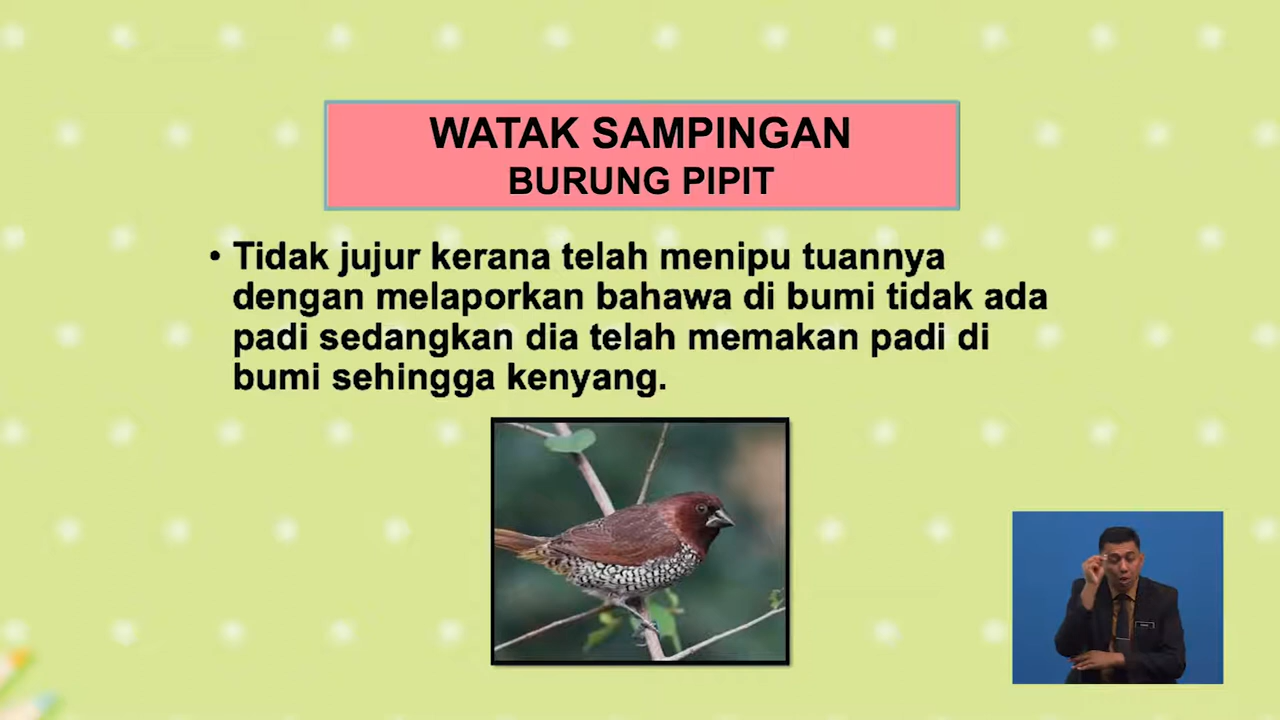 WATAK SAMPINGAN
BURUNG PIPIT
• Tidak jujur kerana telah menipu tuannya
dengan melaporkan bahawa di bumi tidak ada
padi sedangkan dia telah memakan padi di
bumi sehingga kenyang.